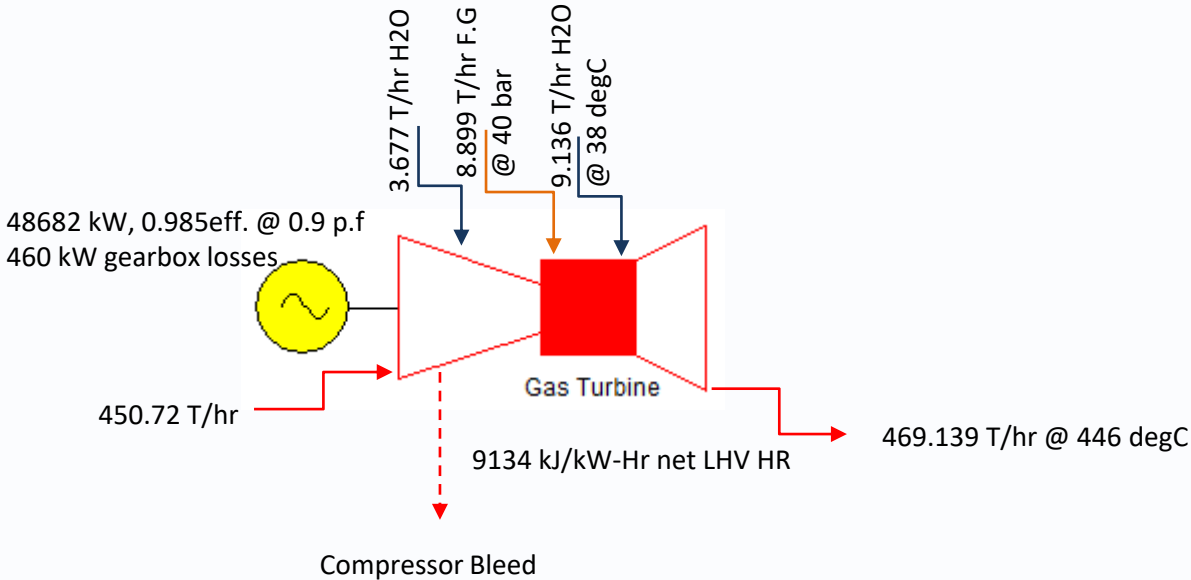 3.677 T/hr H2O
8.899 T/hr F.G
@ 40 bar
9.136 T/hr H2O
@ 38 degC
48682 kW, 0.985eff. @ 0.9 p.f
460 kW gearbox losses
Gas Turbine
450.72 T/hr
469.139 T/hr @ 446 degC
9134 kJ/kW-Hr net LHV HR
Compressor Bleed